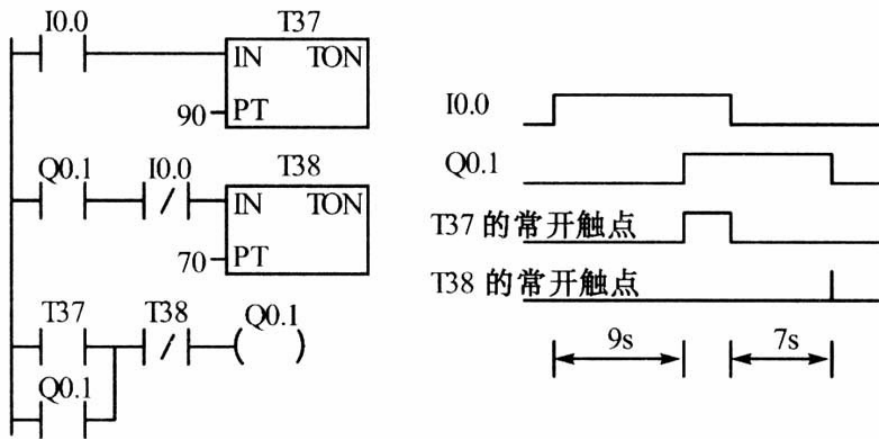 I0.0
T37
IN TON
90 PT
Q0.1 I0.0 T38
IN TON
70 PT
T37 T38 Q0.1
Q0.1
I0.0
Q0.1
T37 的常开触点
T38 的常开触点
9s 7s